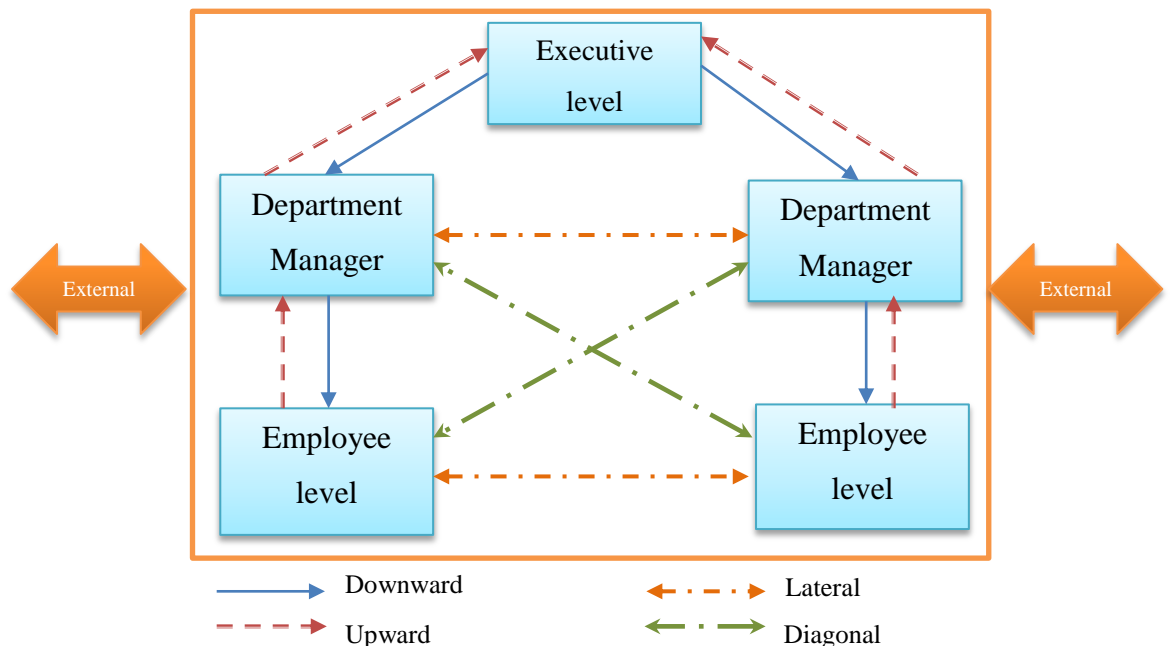 Executive
level
Department
Manager
Department
Manager
External
External
Employee
level
Employee
level
Downward
Lateral
Upward
Diagonal